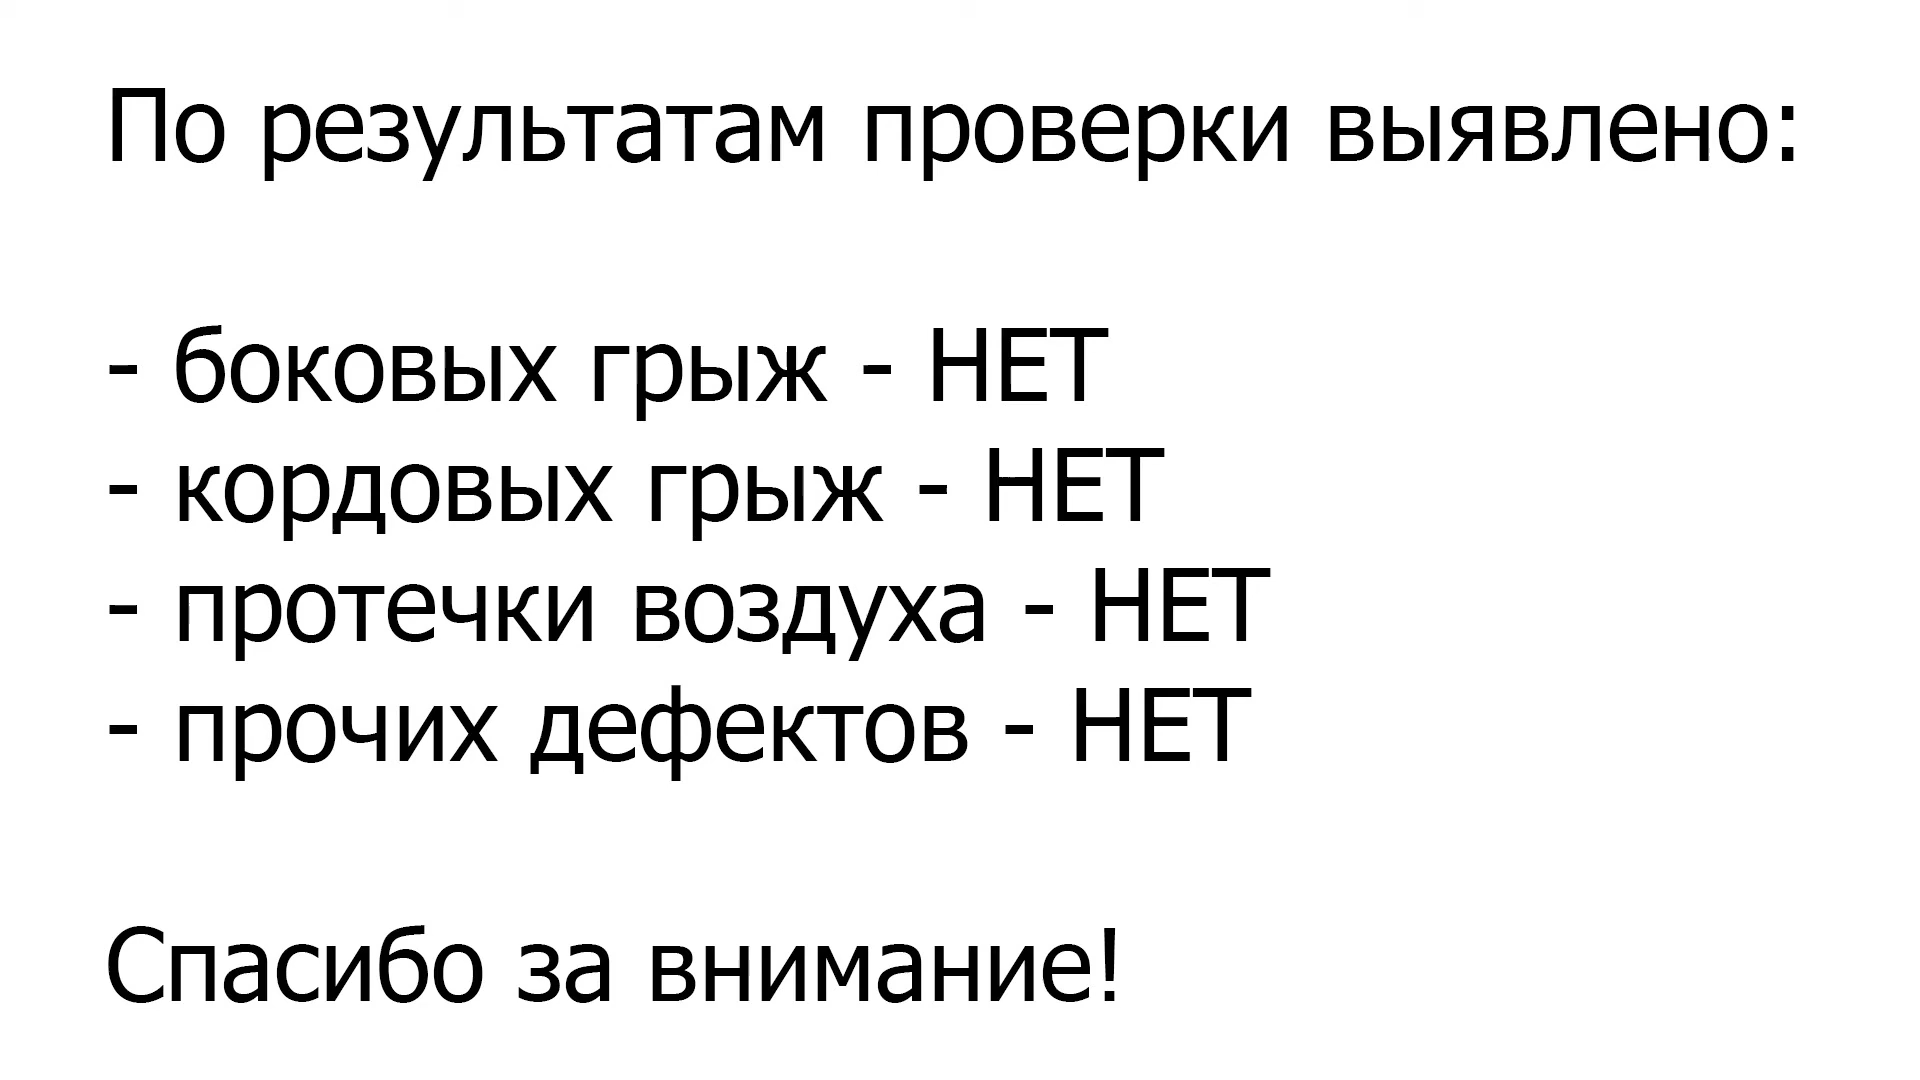 По результатам проверки выявлено:
- боковых грыж - НЕТ
- кордовых грыж - НЕТ
- протечки воздуха - НЕТ
- прочих дефектов - НЕТ
Спасибо за внимание!